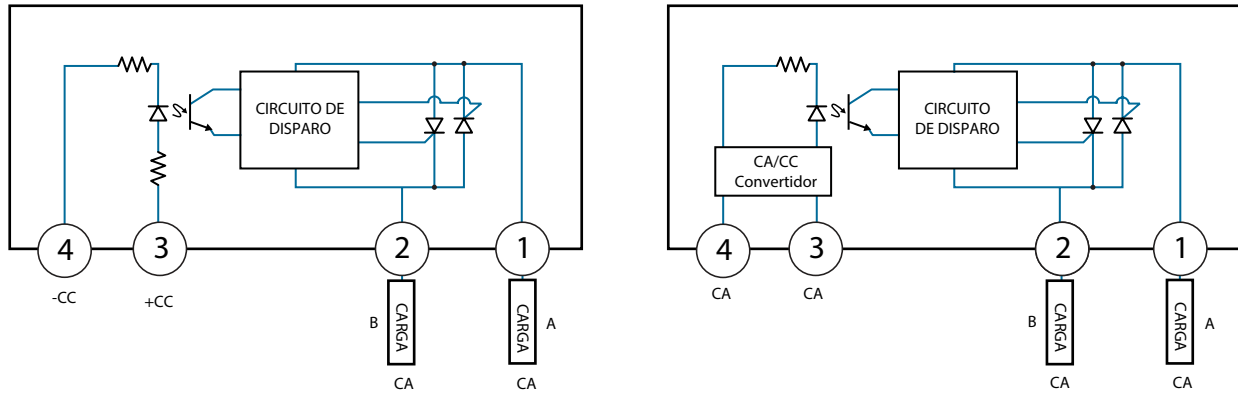 CIRCUITO DE
DISPARO
4
3
2
1
-CC
+CC
B
CARGA
CARGA
A
CA
CA
CIRCUITO
DE DISPARO
CA/CC
Convertidor
4
3
2
1
CA
CA
B
CARGA
CARGA
A
CA
CA